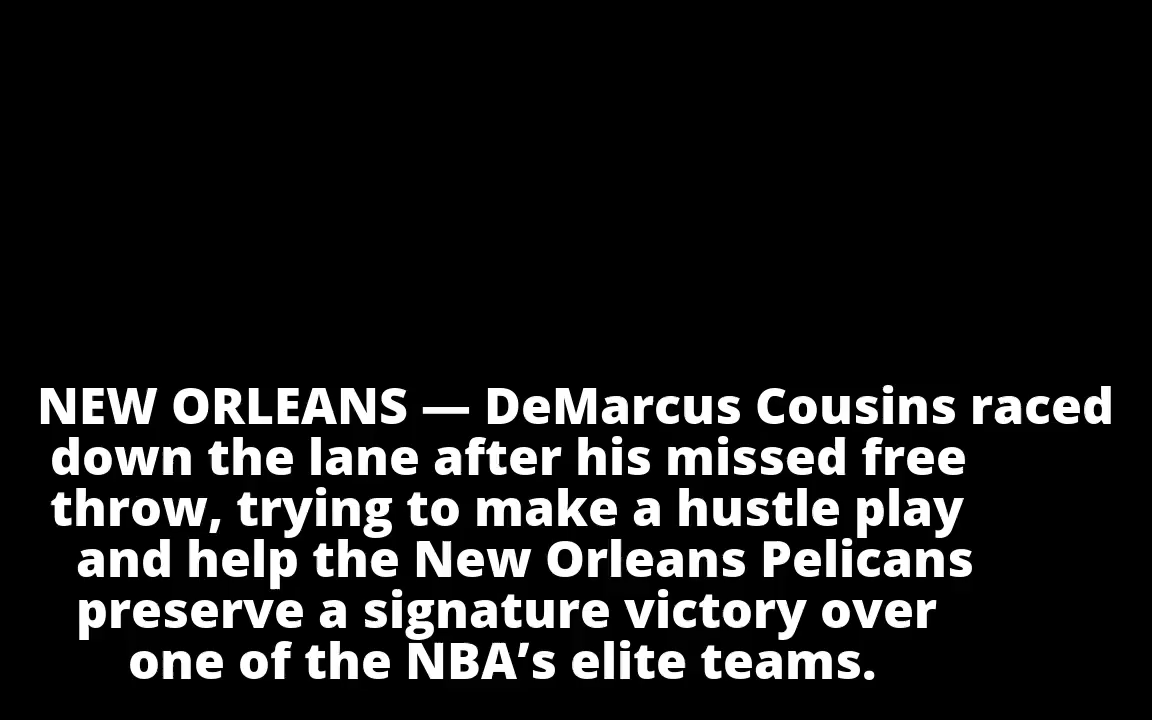 NEW ORLEANS — DeMarcus Cousins raced
down the lane after his missed free
throw, trying to make a hustle play
and help the New Orleans Pelicans
preserve a signature victory over
one of the NBA’s elite teams.